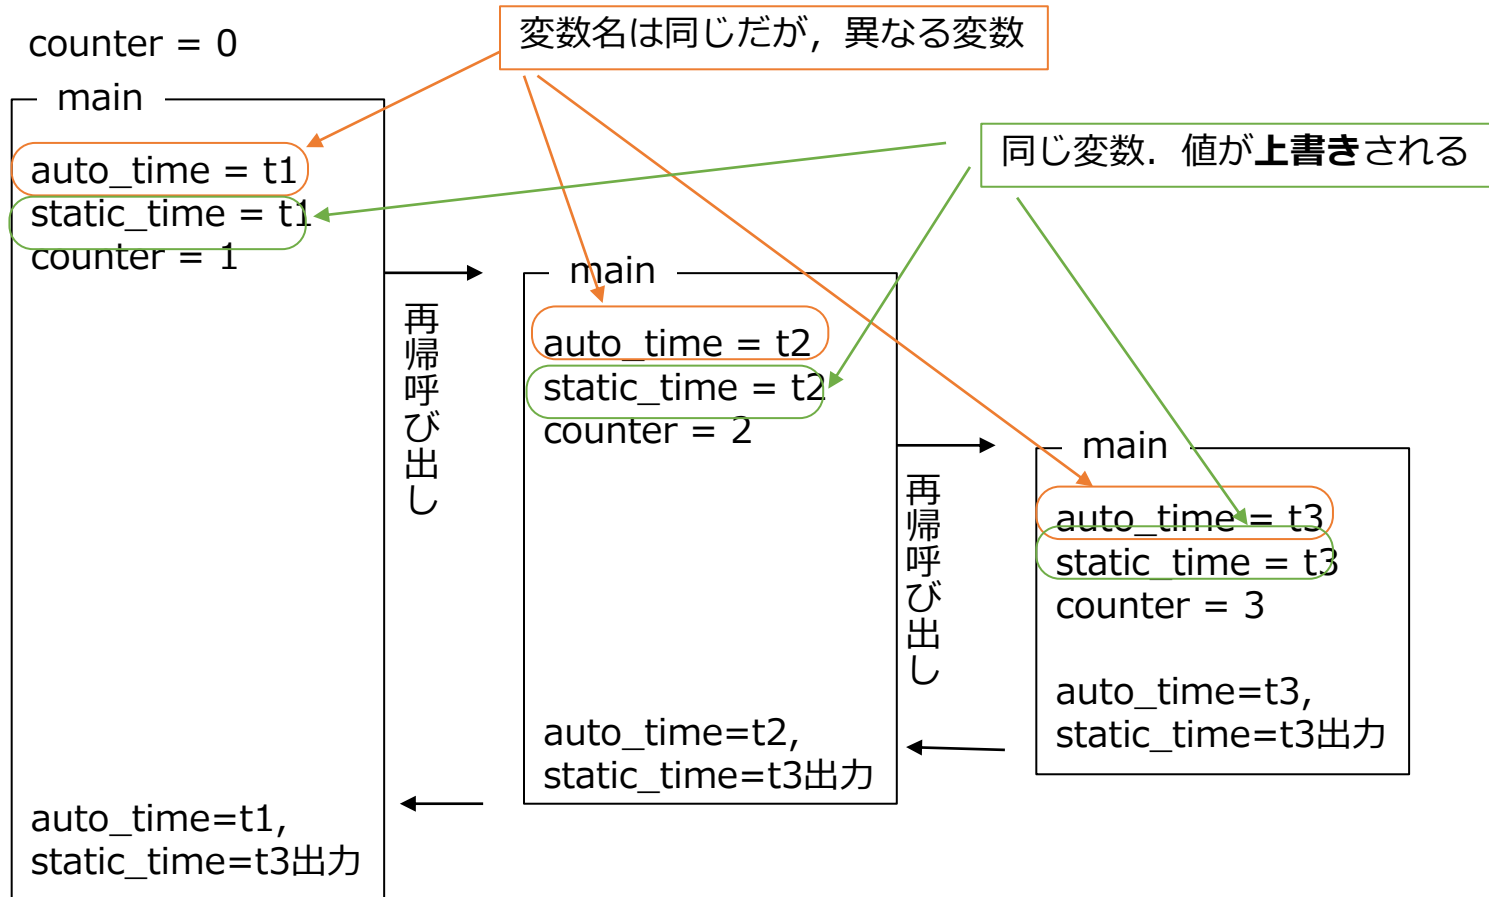 counter = 0
変数名は同じだが，異なる変数
main
auto_time = t1
static_time = t1
counter = 1
同じ変数．値が上書きされる
再帰呼び出し
main
auto_time = t2
static_time = t2
counter = 2
再帰呼び出し
main
auto_time = t3
static_time = t3
counter = 3
auto_time=t3,
static_time=t3出力
auto_time=t2,
static_time=t3出力
auto_time=t1,
static_time=t3出力